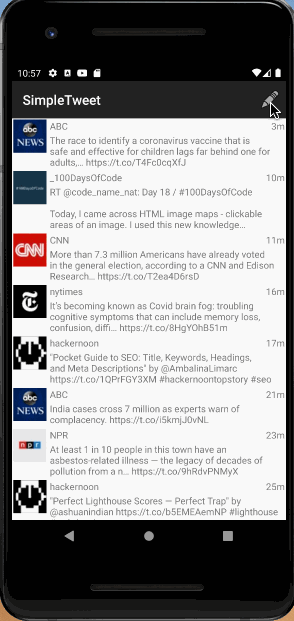 10:57
SimpleTweet
abc NEWS
ABC 3m
The race to identify a coronavirus vaccine that is
safe and effective for children lags far behind one for
adults,... https://t.co/T4Fc0cqXfJ
_100DaysOfCode 10m
RT @code_name_nat: Day 18 / #100DaysOfCode
Today, I came across HTML image maps - clickable
areas of an image. I used this new knowledge...
CNN
CNN 11m
More than 7.3 million Americans have already voted
in the general election, according to a CNN and Edison
Research... https://t.co/T2ea4D6rsD
nytimes 16m
It's becoming known as Covid brain fog: troubling
cognitive symptoms that can include memory loss,
confusion, diffi... https://t.co/8HgYOhB51m
hackernoon 17m
"Pocket Guide to SEO: Title, Keywords, Headings,
and Meta Descriptions" by @AmbalinaLimarc
https://t.co/1QPrFGY3XM #hackernoontopstory #seo
abc NEWS
ABC 21m
India cases cross 7 million as experts warn of
complacency. https://t.co/i5kmjJ0vNL
npr
NPR 23m
At least 1 in 10 people in this town have an
asbestos-related illness — the legacy of decades of
pollution from a n... https://t.co/9hRdvPNMyX
hackernoon 25m
"Perfect Lighthouse Scores — Perfect Trap" by
@ashuanindian https://t.co/b5EMEAemNP #lighthouse